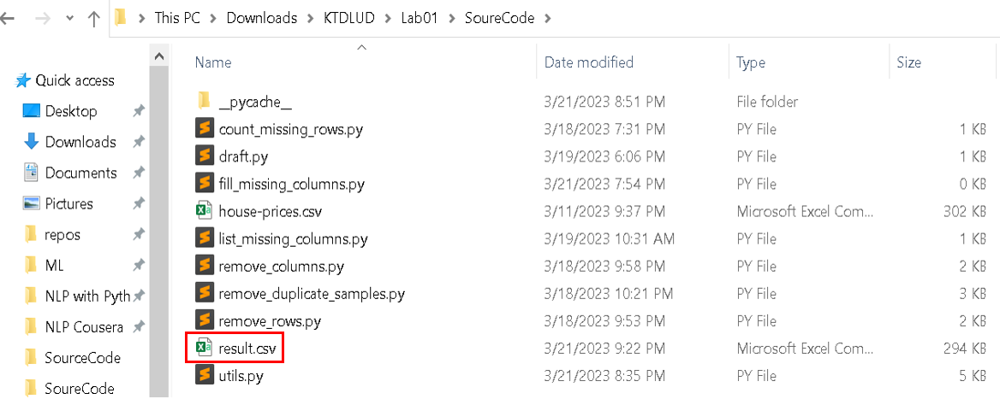 This PC > Downloads > KTDLUD > Lab01 > SoureCode >
Name Date modified Type Size
Quick access
Desktop
Downloads
Documents
Pictures
repos
ML
NLP with Pyth
NLP Cousera
SourceCode
SoureCode
__pycache__ 3/21/2023 8:51 PM File folder
count_missing_rows.py 3/18/2023 7:31 PM PY File 1 KB
draft.py 3/19/2023 6:06 PM PY File 1 KB
fill_missing_columns.py 3/21/2023 7:54 PM PY File 0 KB
house-prices.csv 3/11/2023 9:37 PM Microsoft Excel Com... 302 KB
list_missing_columns.py 3/19/2023 10:31 AM PY File 1 KB
remove_columns.py 3/18/2023 9:58 PM PY File 2 KB
remove_duplicate_samples.py 3/18/2023 10:21 PM PY File 3 KB
remove_rows.py 3/18/2023 9:53 PM PY File 2 KB
result.csv 3/21/2023 9:22 PM Microsoft Excel Com... 294 KB
utils.py 3/21/2023 8:35 PM PY File 5 KB